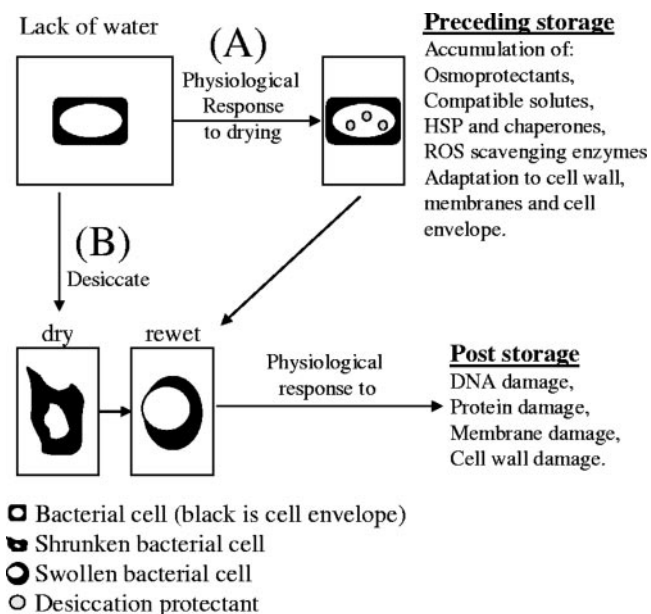 Lack of water
(A)
Physiological
Response
to drying
Preceding storage
Accumulation of:
Osmoprotectants,
Compatible solutes,
HSP and chaperones,
ROS scavenging enzymes
Adaptation to cell wall,
membranes and cell
envelope.
(B)
Desiccate
dry
rewet
Physiological
response to
Post storage
DNA damage,
Protein damage,
Membrane damage,
Cell wall damage.
Bacterial cell (black is cell envelope)
Shrunken bacterial cell
Swollen bacterial cell
Desiccation protectant